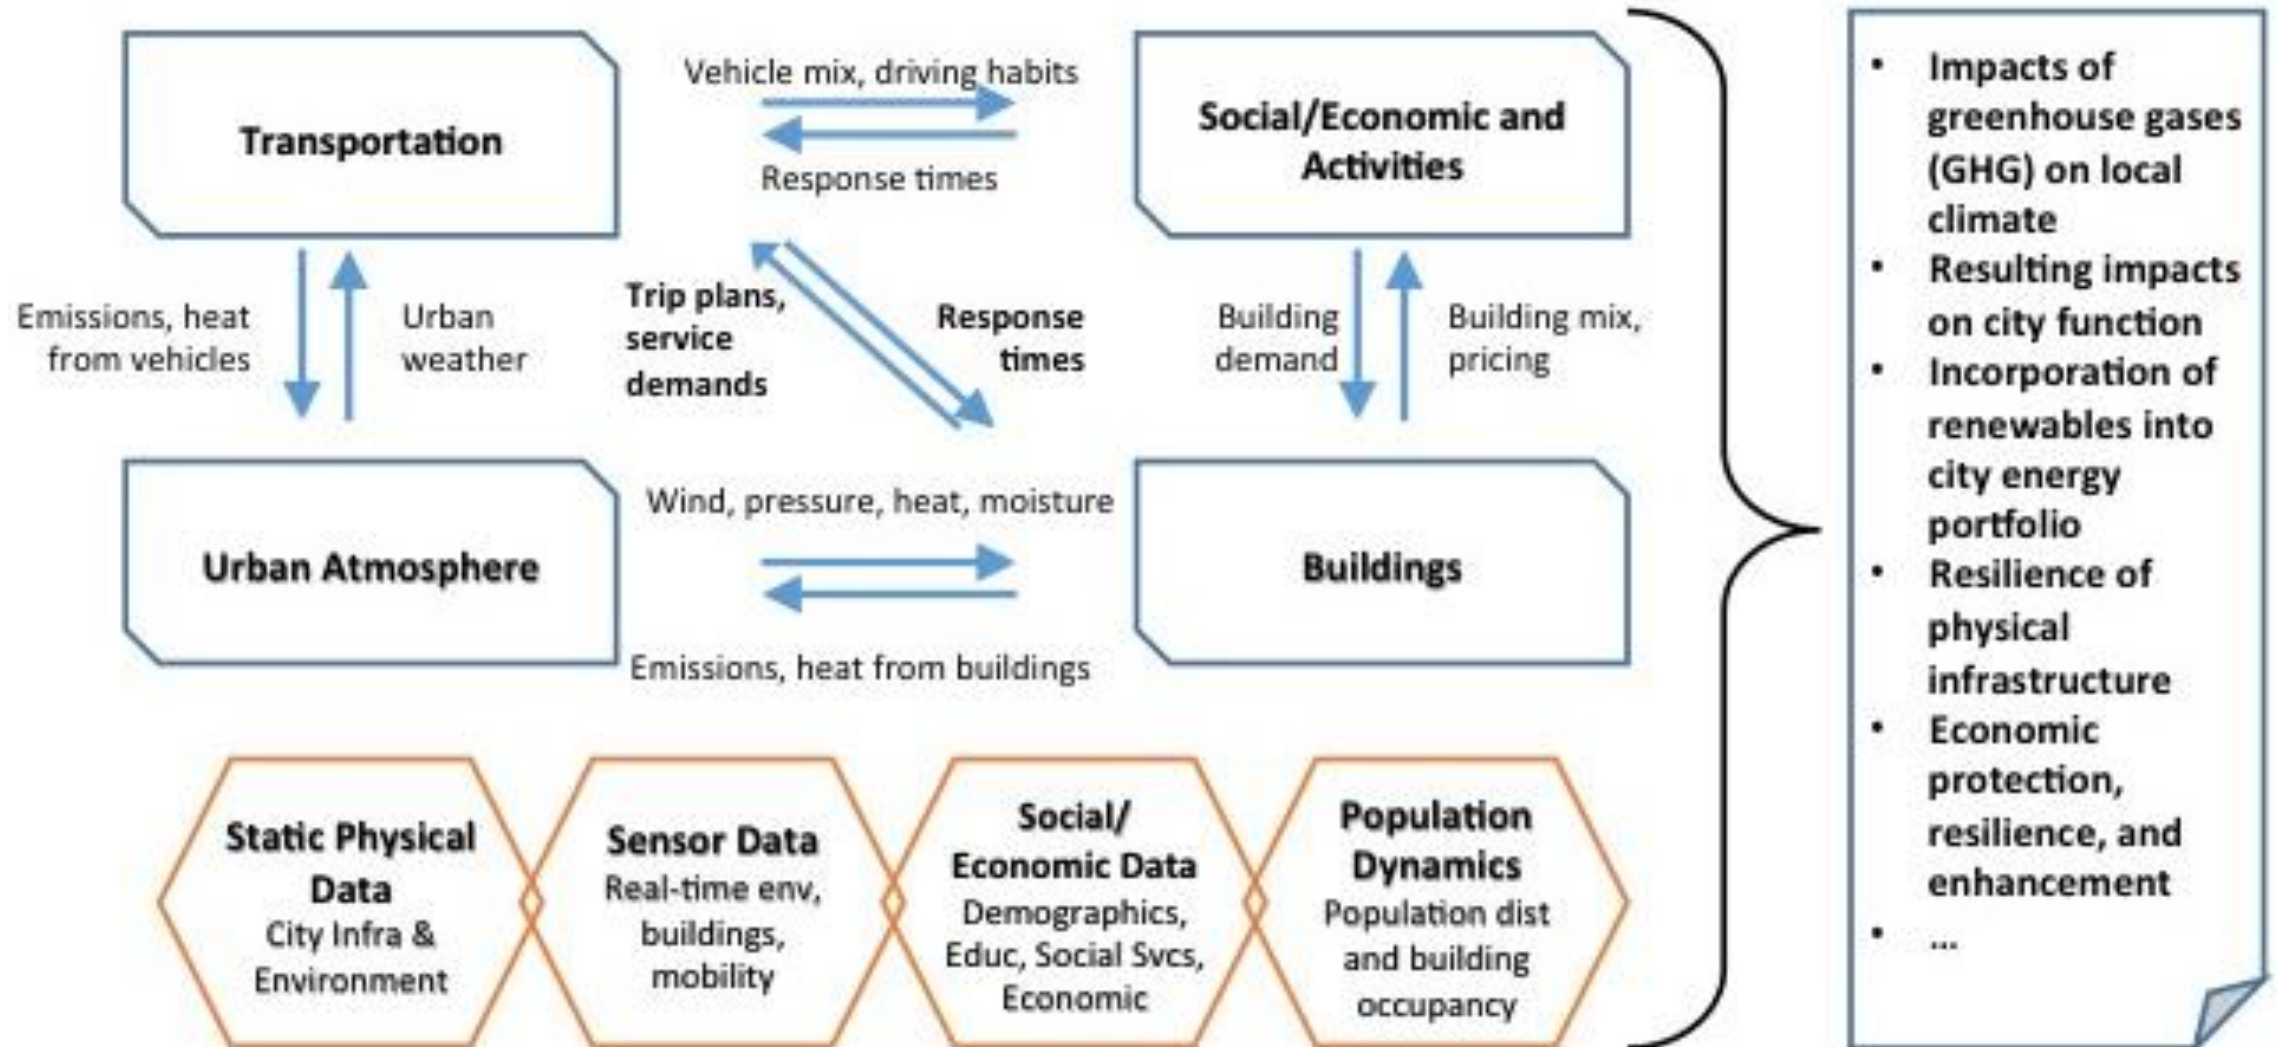 Vehicle mix, driving habits
Transportation
Response times
Social/Economic and
Activities
Emissions, heat
from vehicles
Urban
weather
Trip plans,
service
demands
Response
times
Building
demand
Building mix,
pricing
Urban Atmosphere
Wind, pressure, heat, moisture
Emissions, heat from buildings
Buildings
Static Physical
Data
City Infra &
Environment
Sensor Data
Real-time env,
buildings,
mobility
Social/
Economic Data
Demographics,
Educ, Social Svcs,
Economic
Population
Dynamics
Population dist
and building
occupancy
• Impacts of
greenhouse gases
(GHG) on local
climate
• Resulting impacts
on city function
• Incorporation of
renewables into
city energy
portfolio
• Resilience of
physical
infrastructure
• Economic
protection,
resilience, and
enhancement
• ...